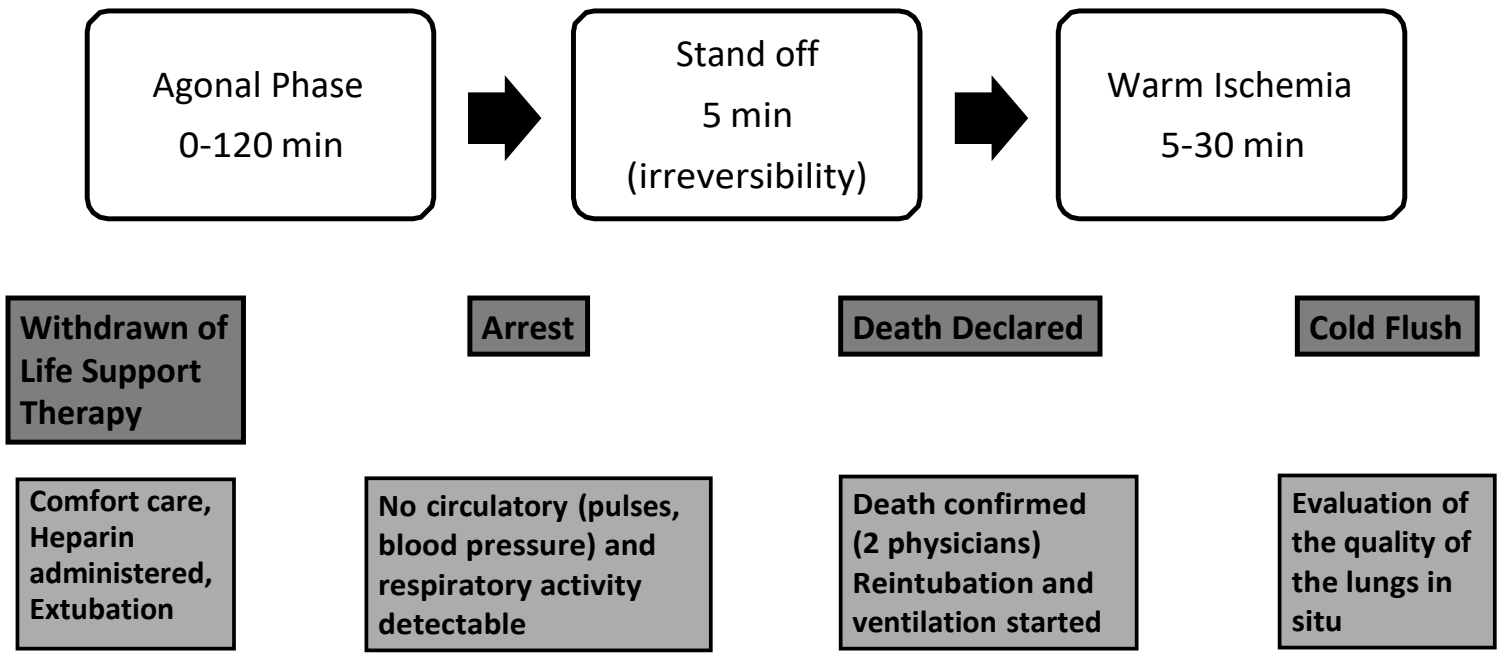 Agonal Phase
0-120 min
Stand off
5 min
(irreversibility)
Warm Ischemia
5-30 min
Withdrawn of
Life Support
Therapy
Arrest
Death Declared
Cold Flush
Comfort care,
Heparin
administered,
Extubation
No circulatory (pulses,
blood pressure) and
respiratory activity
detectable
Death confirmed
(2 physicians)
Reintubation and
ventilation started
Evaluation of
the quality of
the lungs in
situ